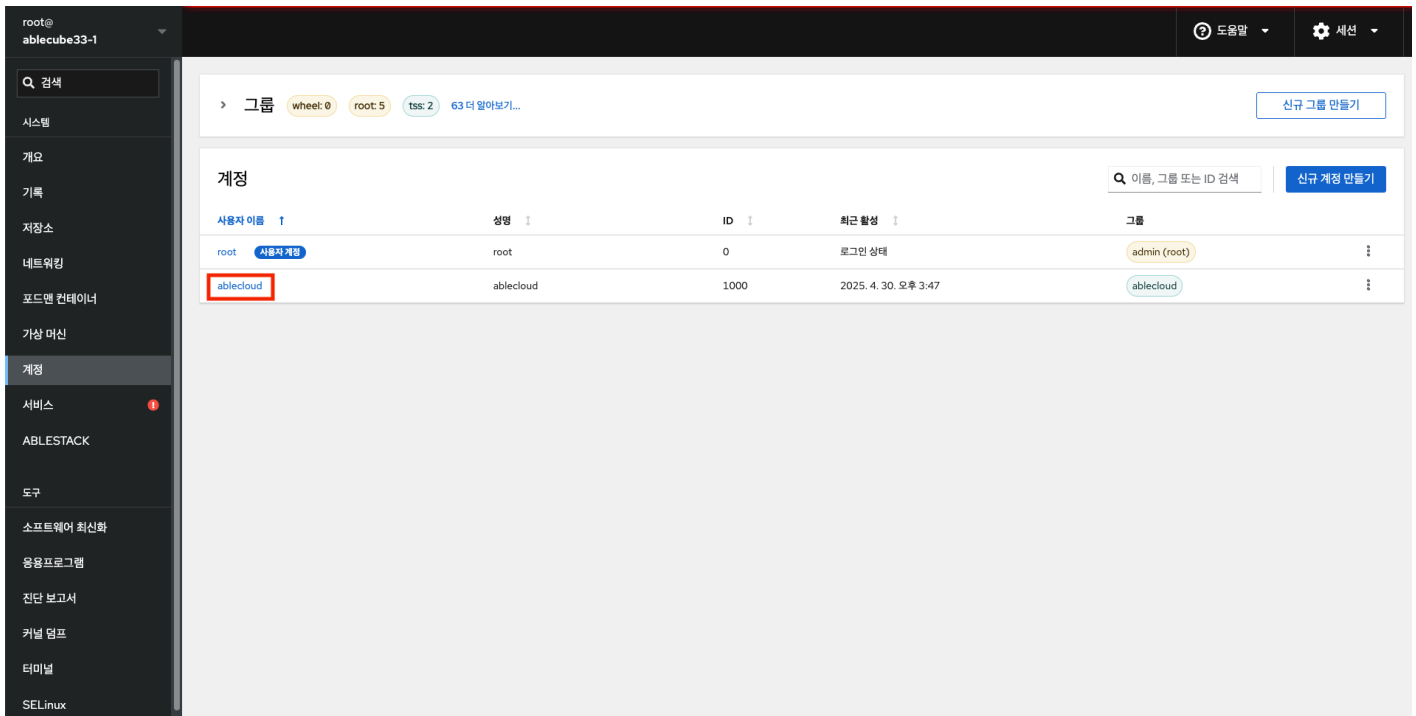 root@
ablecube33-1
도움말
세션
검색
시스템
개요
기록
저장소
네트워킹
포드맨 컨테이너
가상 머신
계정
서비스
ABLESTACK
도구
소프트웨어 최신화
응용프로그램
진단 보고서
커널 덤프
터미널
SELinux
그룹 wheel: 0 root: 5 tss: 2 63 더 알아보기... 신규 그룹 만들기
계정 이름, 그룹 또는 ID 검색 신규 계정 만들기
사용자 이름 성명 ID 최근 활성 그룹
root 사용자 계정 root 0 로그인 상태 admin (root)
ablecloud ablecloud 1000 2025. 4. 30. 오후 3:47 ablecloud